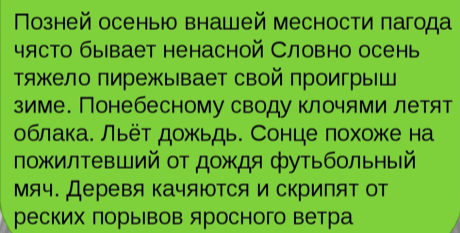 Позней осенью внашей месности пагода
чясто бывает ненасной Словно осень
тяжело пирежывает свой проигрыш
зиме. Понебесному своду клочями летят
облака. Льёт дожьдь. Сонце похоже на
пожилтевший от дождя футьбольный
мяч. Деревя качяются и скрипят от
реских порывов яросного ветра